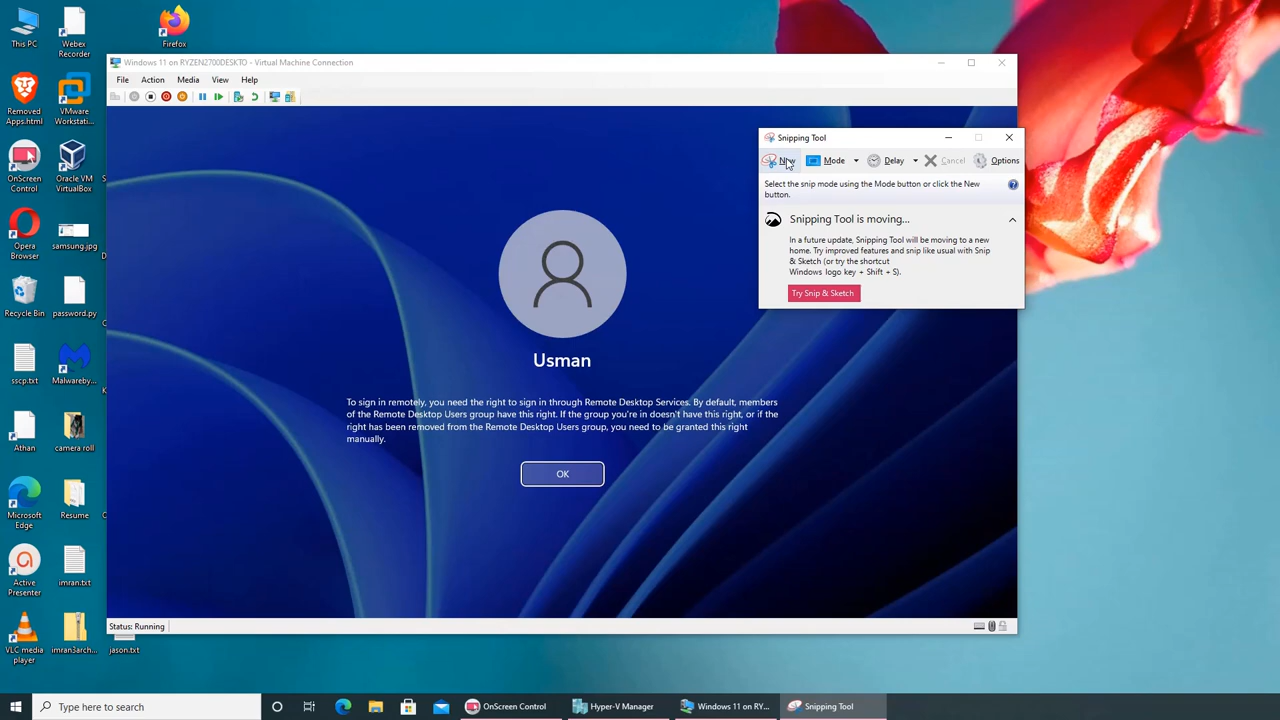 This PC
Webex
Recorder
Firefox
Removed
Apps.html
VMware
Workstati...
OnScreen
Control
Oracle VM
VirtualBox
S
Opera
Browser
samsung.jpg
D
Recycle Bin
password.py
C
sscp.txt
Malwareby...
K
Athan
camera roll
Microsoft
Edge
Resume
C
Active
Presenter
imran.txt
VLC media
player
imran3arch...
jason.txt
Windows 11 on RYZEN2700DESKTO - Virtual Machine Connection
File
Action
Media
View
Help
Usman
To sign in remotely, you need the right to sign in through Remote Desktop Services. By default, members
of the Remote Desktop Users group have this right. If the group you're in doesn't have this right, or if the
right has been removed from the Remote Desktop Users group, you need to be granted this right
manually.
OK
Status: Running
Snipping Tool
New
Mode
Delay
Cancel
Options
Select the snip mode using the Mode button or click the New
button.
Snipping Tool is moving...
In a future update, Snipping Tool will be moving to a new
home. Try improved features and snip like usual with Snip
& Sketch (or try the shortcut
Windows logo key + Shift + S).
Try Snip & Sketch
Type here to search
OnScreen Control
Hyper-V Manager
Windows 11 on RY...
Snipping Tool